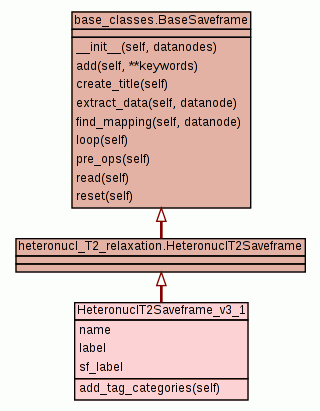 base_classes.BaseSaveframe
__init__(self, datanodes)
add(self, **keywords)
create_title(self)
extract_data(self, datanode)
find_mapping(self, datanode)
loop(self)
pre_ops(self)
read(self)
reset(self)
heteronucl_T2_relaxation.HeteronuclT2Saveframe
HeteronuclT2Saveframe_v3_1
name
label
sf_label
add_tag_categories(self)